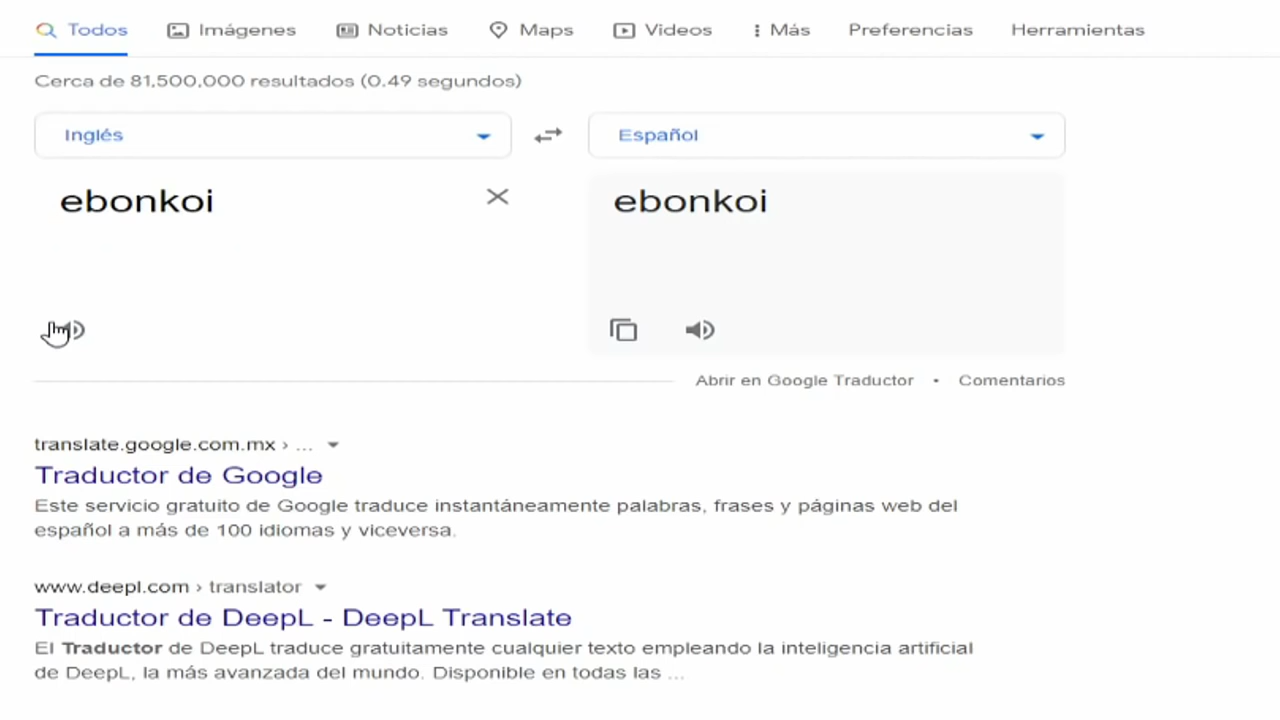 Todos Imágenes Noticias Maps Videos Más Preferencias Herramientas
Cerca de 81,500,000 resultados (0.49 segundos)
Inglés Español
ebonkoi ebonkoi
Abrir en Google Traductor • Comentarios
translate.google.com.mx › ...
Traductor de Google
Este servicio gratuito de Google traduce instantáneamente palabras, frases y páginas web del
español a más de 100 idiomas y viceversa.
www.deepl.com › translator
Traductor de DeepL - DeepL Translate
El Traductor de DeepL traduce gratuitamente cualquier texto empleando la inteligencia artificial
de DeepL, la más avanzada del mundo. Disponible en todas las ...